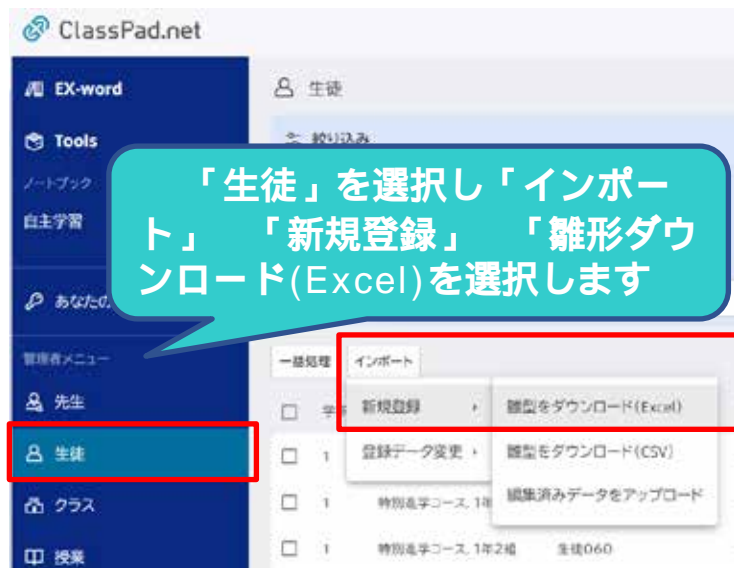 ClassPad.net
EX-word
生徒
Tools
絞り込み
ノートブック
自主学習
「生徒」を選択し「インポー
ト」 「新規登録」 「雛形ダウ
ンロード(Excel)を選択します
あなたの
管理者メニュー
一括処理 インポート
先生
新規登録 雛型をダウンロード(Excel)
生徒
1 登録データ変更 雛型をダウンロード(CSV)
クラス
1 特別進学コース, 1年 編集済みデータをアップロード
授業
1 特別進学コース, 1年2組 生徒060